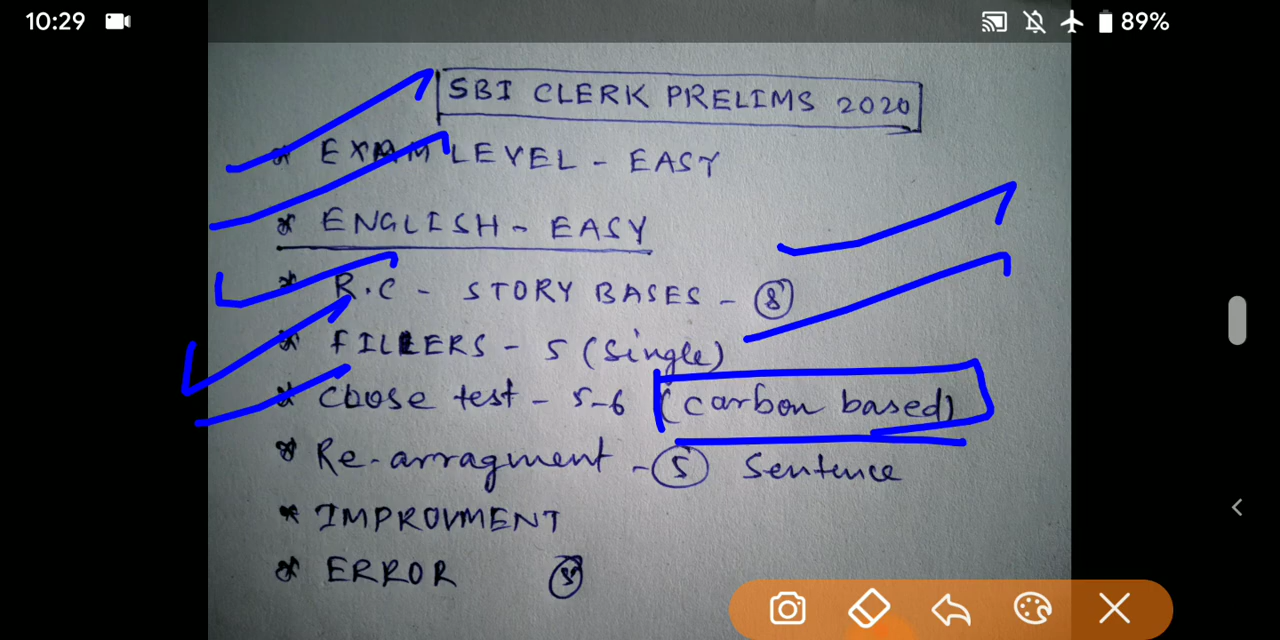 10:29 89%
SBI CLERK PRELIMS 2020
* EXAM LEVEL - EASY
* ENGLISH - EASY
* R.C - STORY BASES - 8
* FILLERS - 5 (Single)
* Cbose test - 5-6 (carbon based)
* Re-arragment - 5 Sentence
* IMPROVMENT
* ERROR